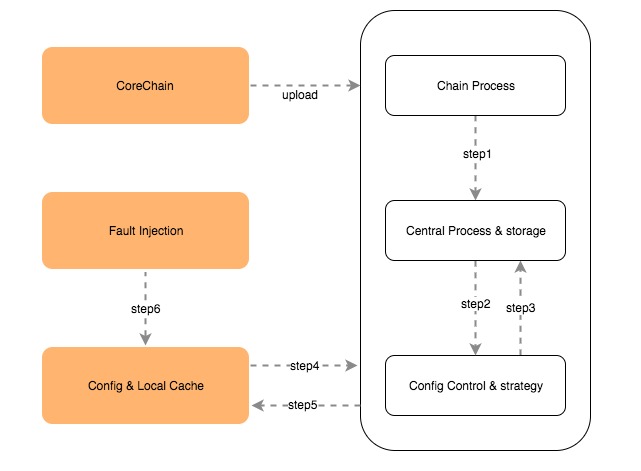 CoreChain
upload
Chain Process
step1
Fault Injection
Central Process & storage
step6
step2
step3
Config & Local Cache
step4
step5
Config Control & strategy